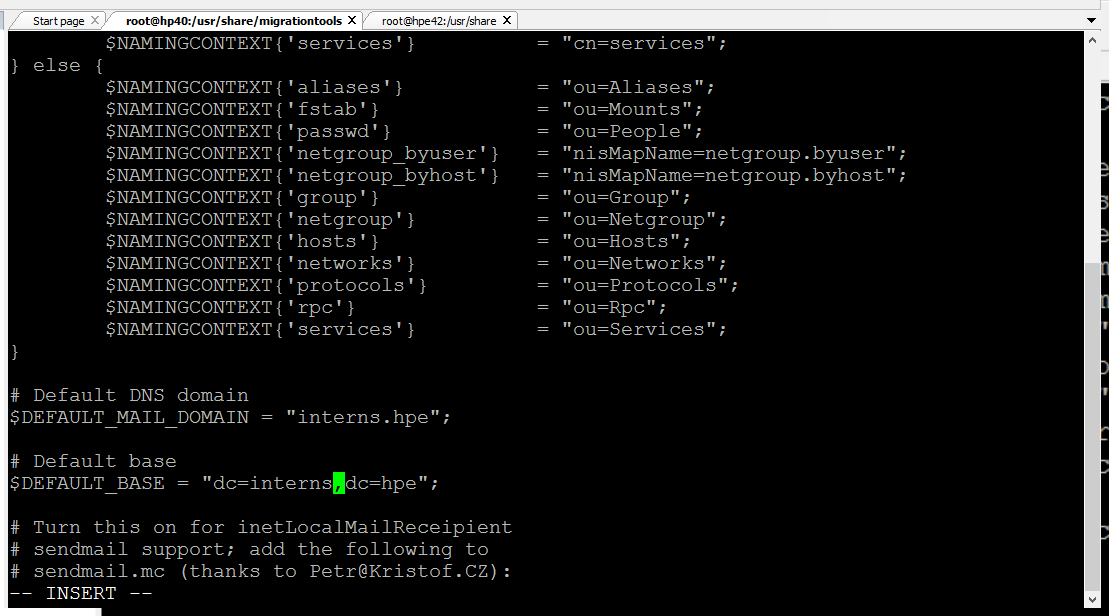 Start page root@hp40:/usr/share/migrationtools root@hpe42:/usr/share
$NAMINGCONTEXT{'services'} = "cn=services";
} else {
$NAMINGCONTEXT{'aliases'} = "ou=Aliases";
$NAMINGCONTEXT{'fstab'} = "ou=Mounts";
$NAMINGCONTEXT{'passwd'} = "ou=People";
$NAMINGCONTEXT{'netgroup_byuser'} = "nisMapName=netgroup.byuser";
$NAMINGCONTEXT{'netgroup_byhost'} = "nisMapName=netgroup.byhost";
$NAMINGCONTEXT{'group'} = "ou=Group";
$NAMINGCONTEXT{'netgroup'} = "ou=Netgroup";
$NAMINGCONTEXT{'hosts'} = "ou=Hosts";
$NAMINGCONTEXT{'networks'} = "ou=Networks";
$NAMINGCONTEXT{'protocols'} = "ou=Protocols";
$NAMINGCONTEXT{'rpc'} = "ou=Rpc";
$NAMINGCONTEXT{'services'} = "ou=Services";
}
# Default DNS domain
$DEFAULT_MAIL_DOMAIN = "interns.hpe";
# Default base
$DEFAULT_BASE = "dc=interns,dc=hpe";
# Turn this on for inetLocalMailReceipient
# sendmail support; add the following to
# sendmail.mc (thanks to Petr@Kristof.CZ):
-- INSERT --